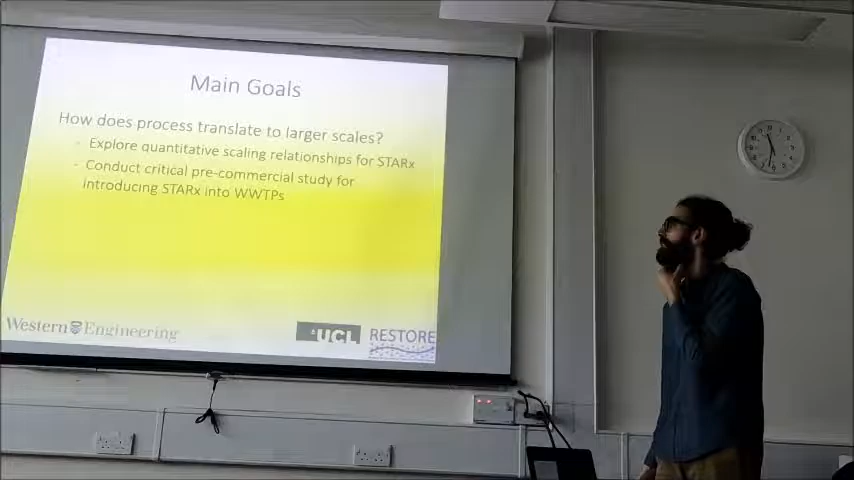 Main Goals
How does process translate to larger scales?
- Explore quantitative scaling relationships for STARx
- Conduct critical pre-commercial study for
introducing STARx into WWTPs
Western Engineering
UCL
RESTORE